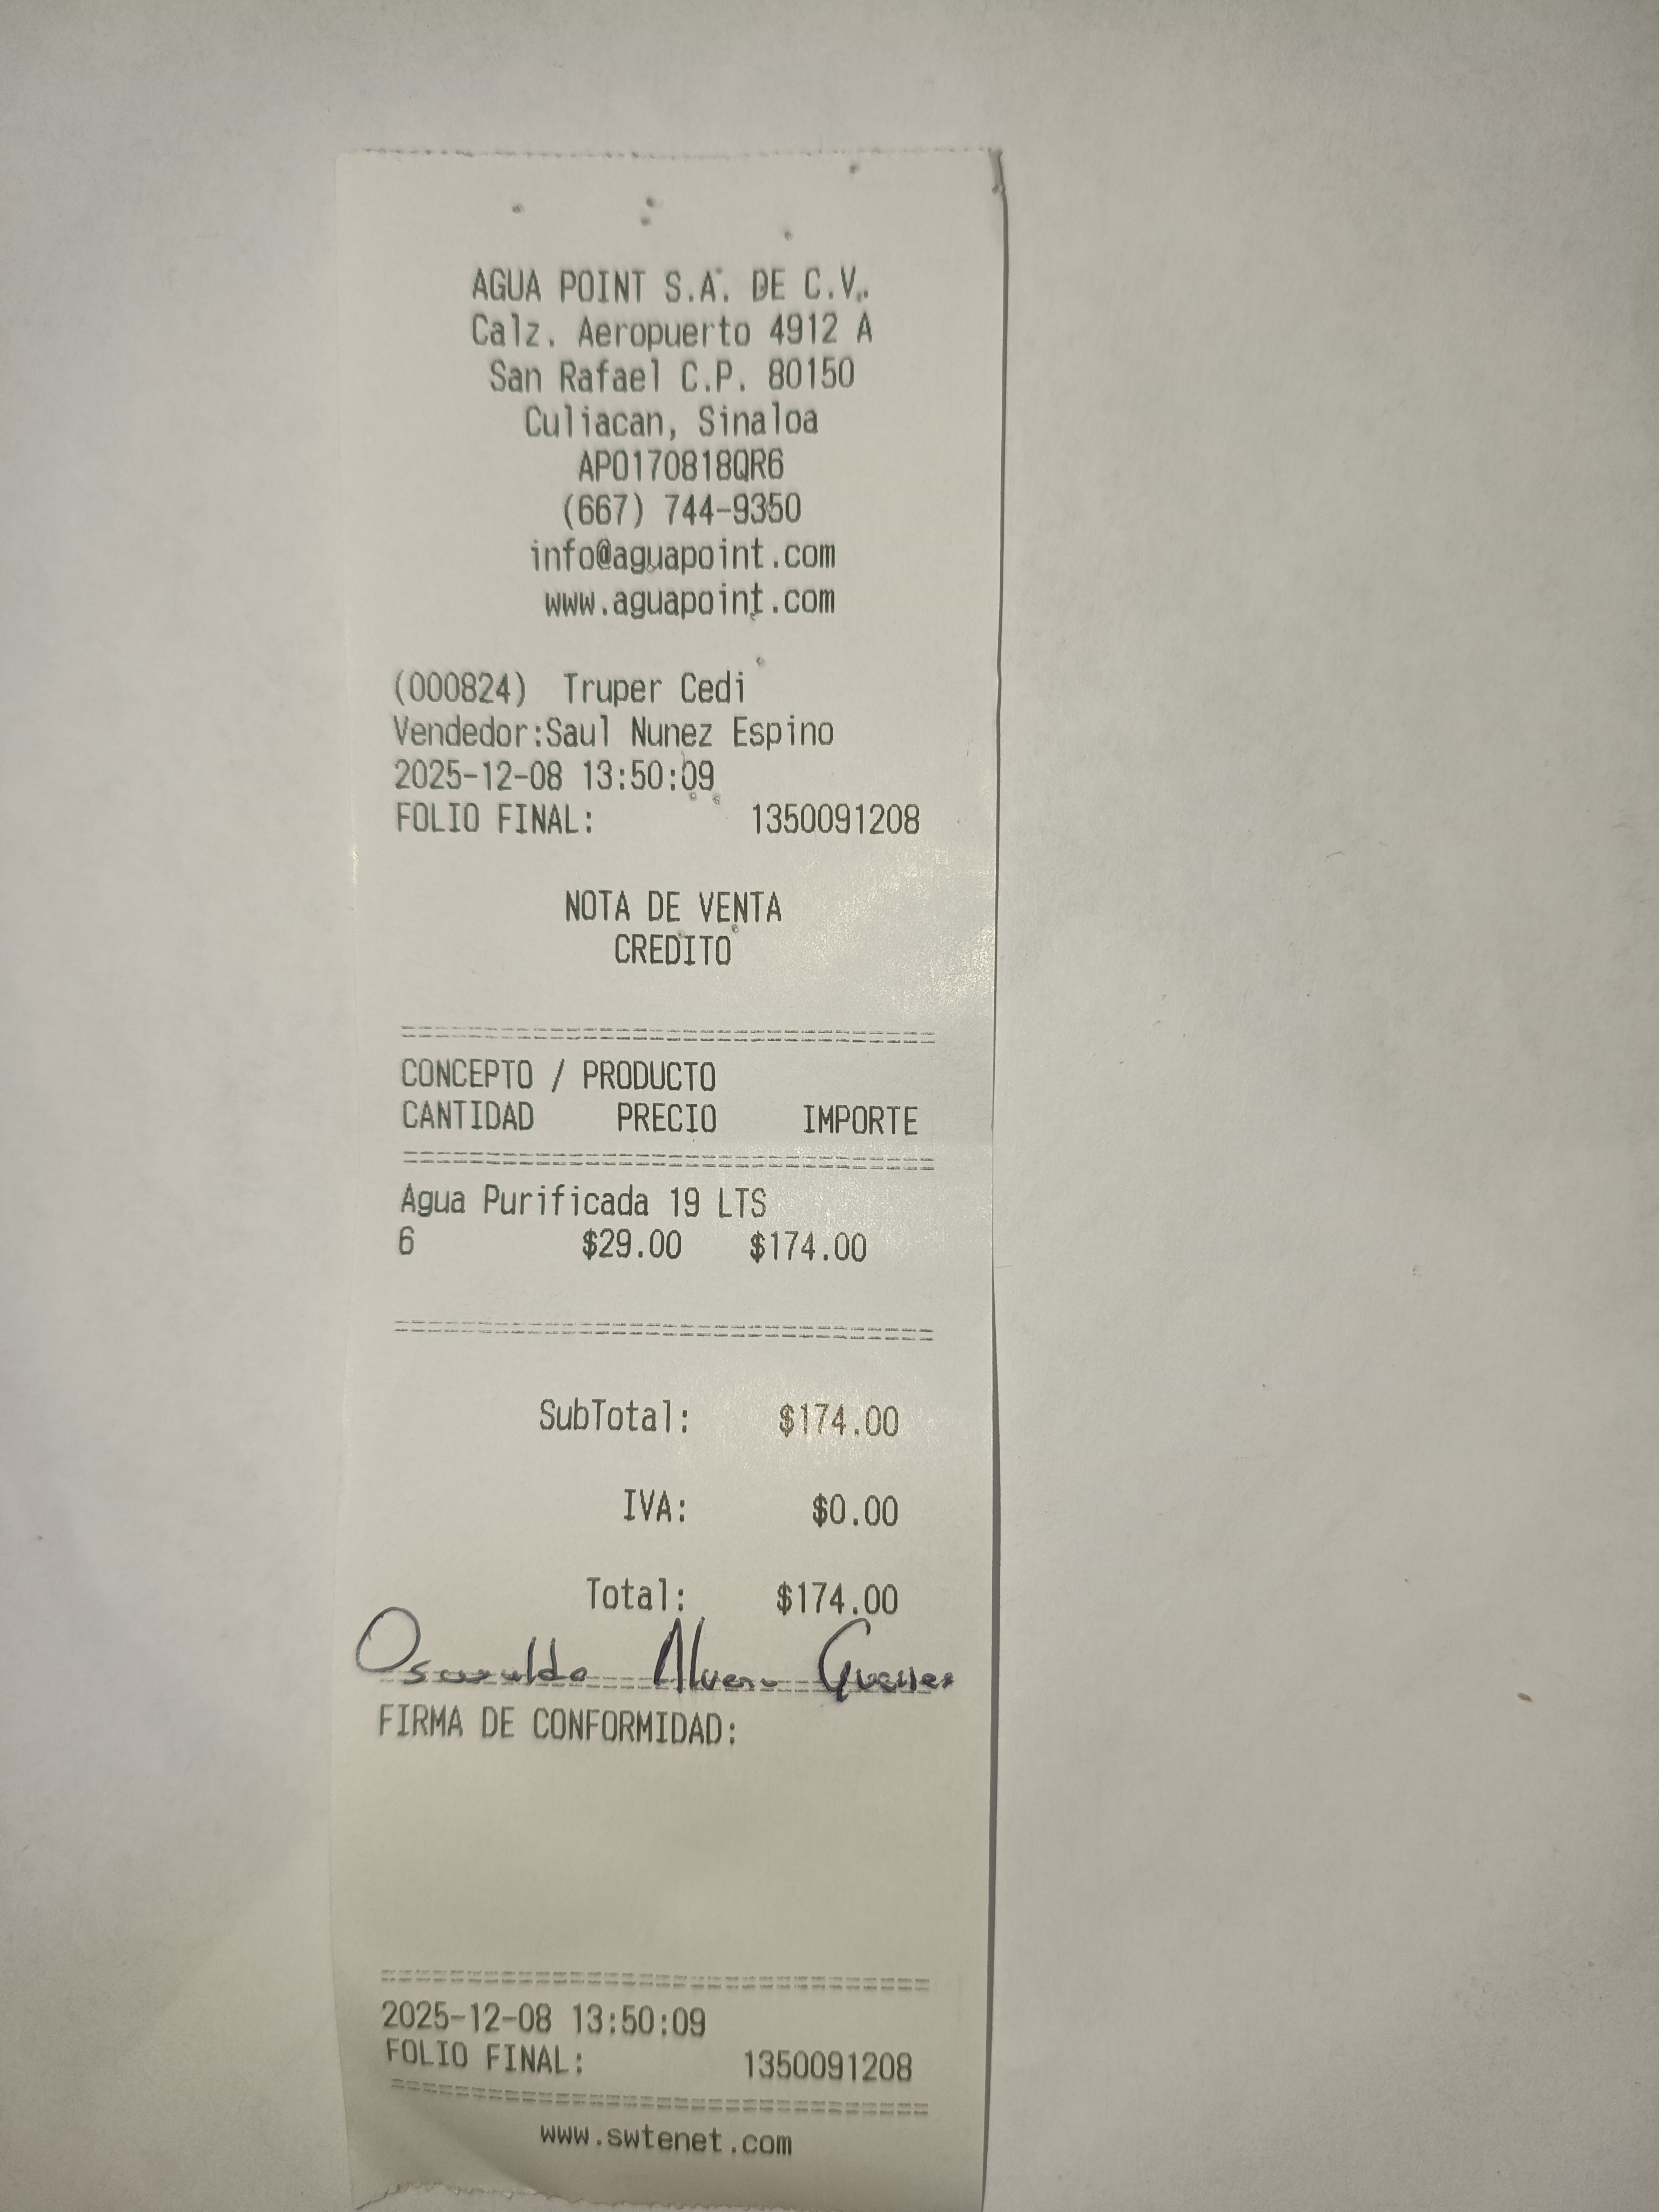 AGUA POINT S.A. DE C.V.
Calz. Aeropuerto 4912 A
San Rafael C.P. 80150
Culiacan, Sinaloa
APO170818QR6
(667) 744-9350
info@aguapoint.com
www.aguapoint.com
(000824) Truper Cedi
Vendedor:Saul Nunez Espino
2025-12-08 13:50:09
FOLIO FINAL: 1350091208
NOTA DE VENTA
CREDITO
CONCEPTO / PRODUCTO
CANTIDAD PRECIO IMPORTE
Agua Purificada 19 LTS
6 $29.00 $174.00
SubTotal: $174.00
IVA: $0.00
Total: $174.00
FIRMA DE CONFORMIDAD:
2025-12-08 13:50:09
FOLIO FINAL: 1350091208
www.swtenet.com